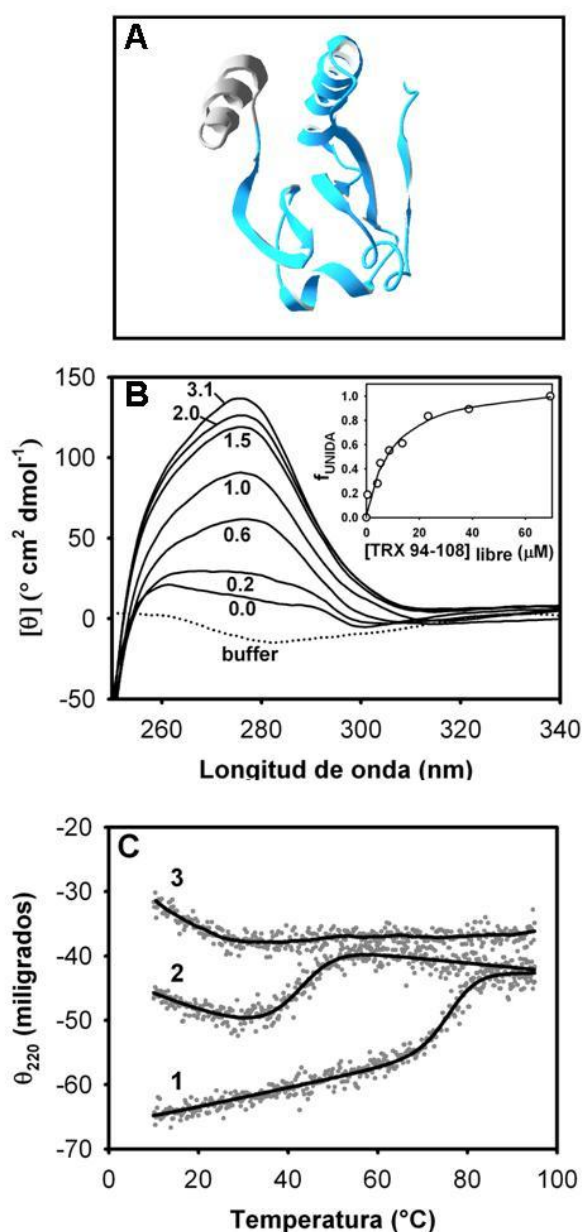 A
B
[θ] (° cm² dmol⁻¹)
150
100
50
0
-50
3.1
2.0
1.5
1.0
0.6
0.2
0.0
buffer
f UNIDA
1.0
0.8
0.6
0.4
0.2
0.0
0 20 40 60
[TRX 94-108] libre (μM)
260 280 300 320 340
Longitud de onda (nm)
C
θ₂₂₀ (miligrados)
-20
-30
-40
-50
-60
-70
3
2
1
0 20 40 60 80 100
Temperatura (°C)